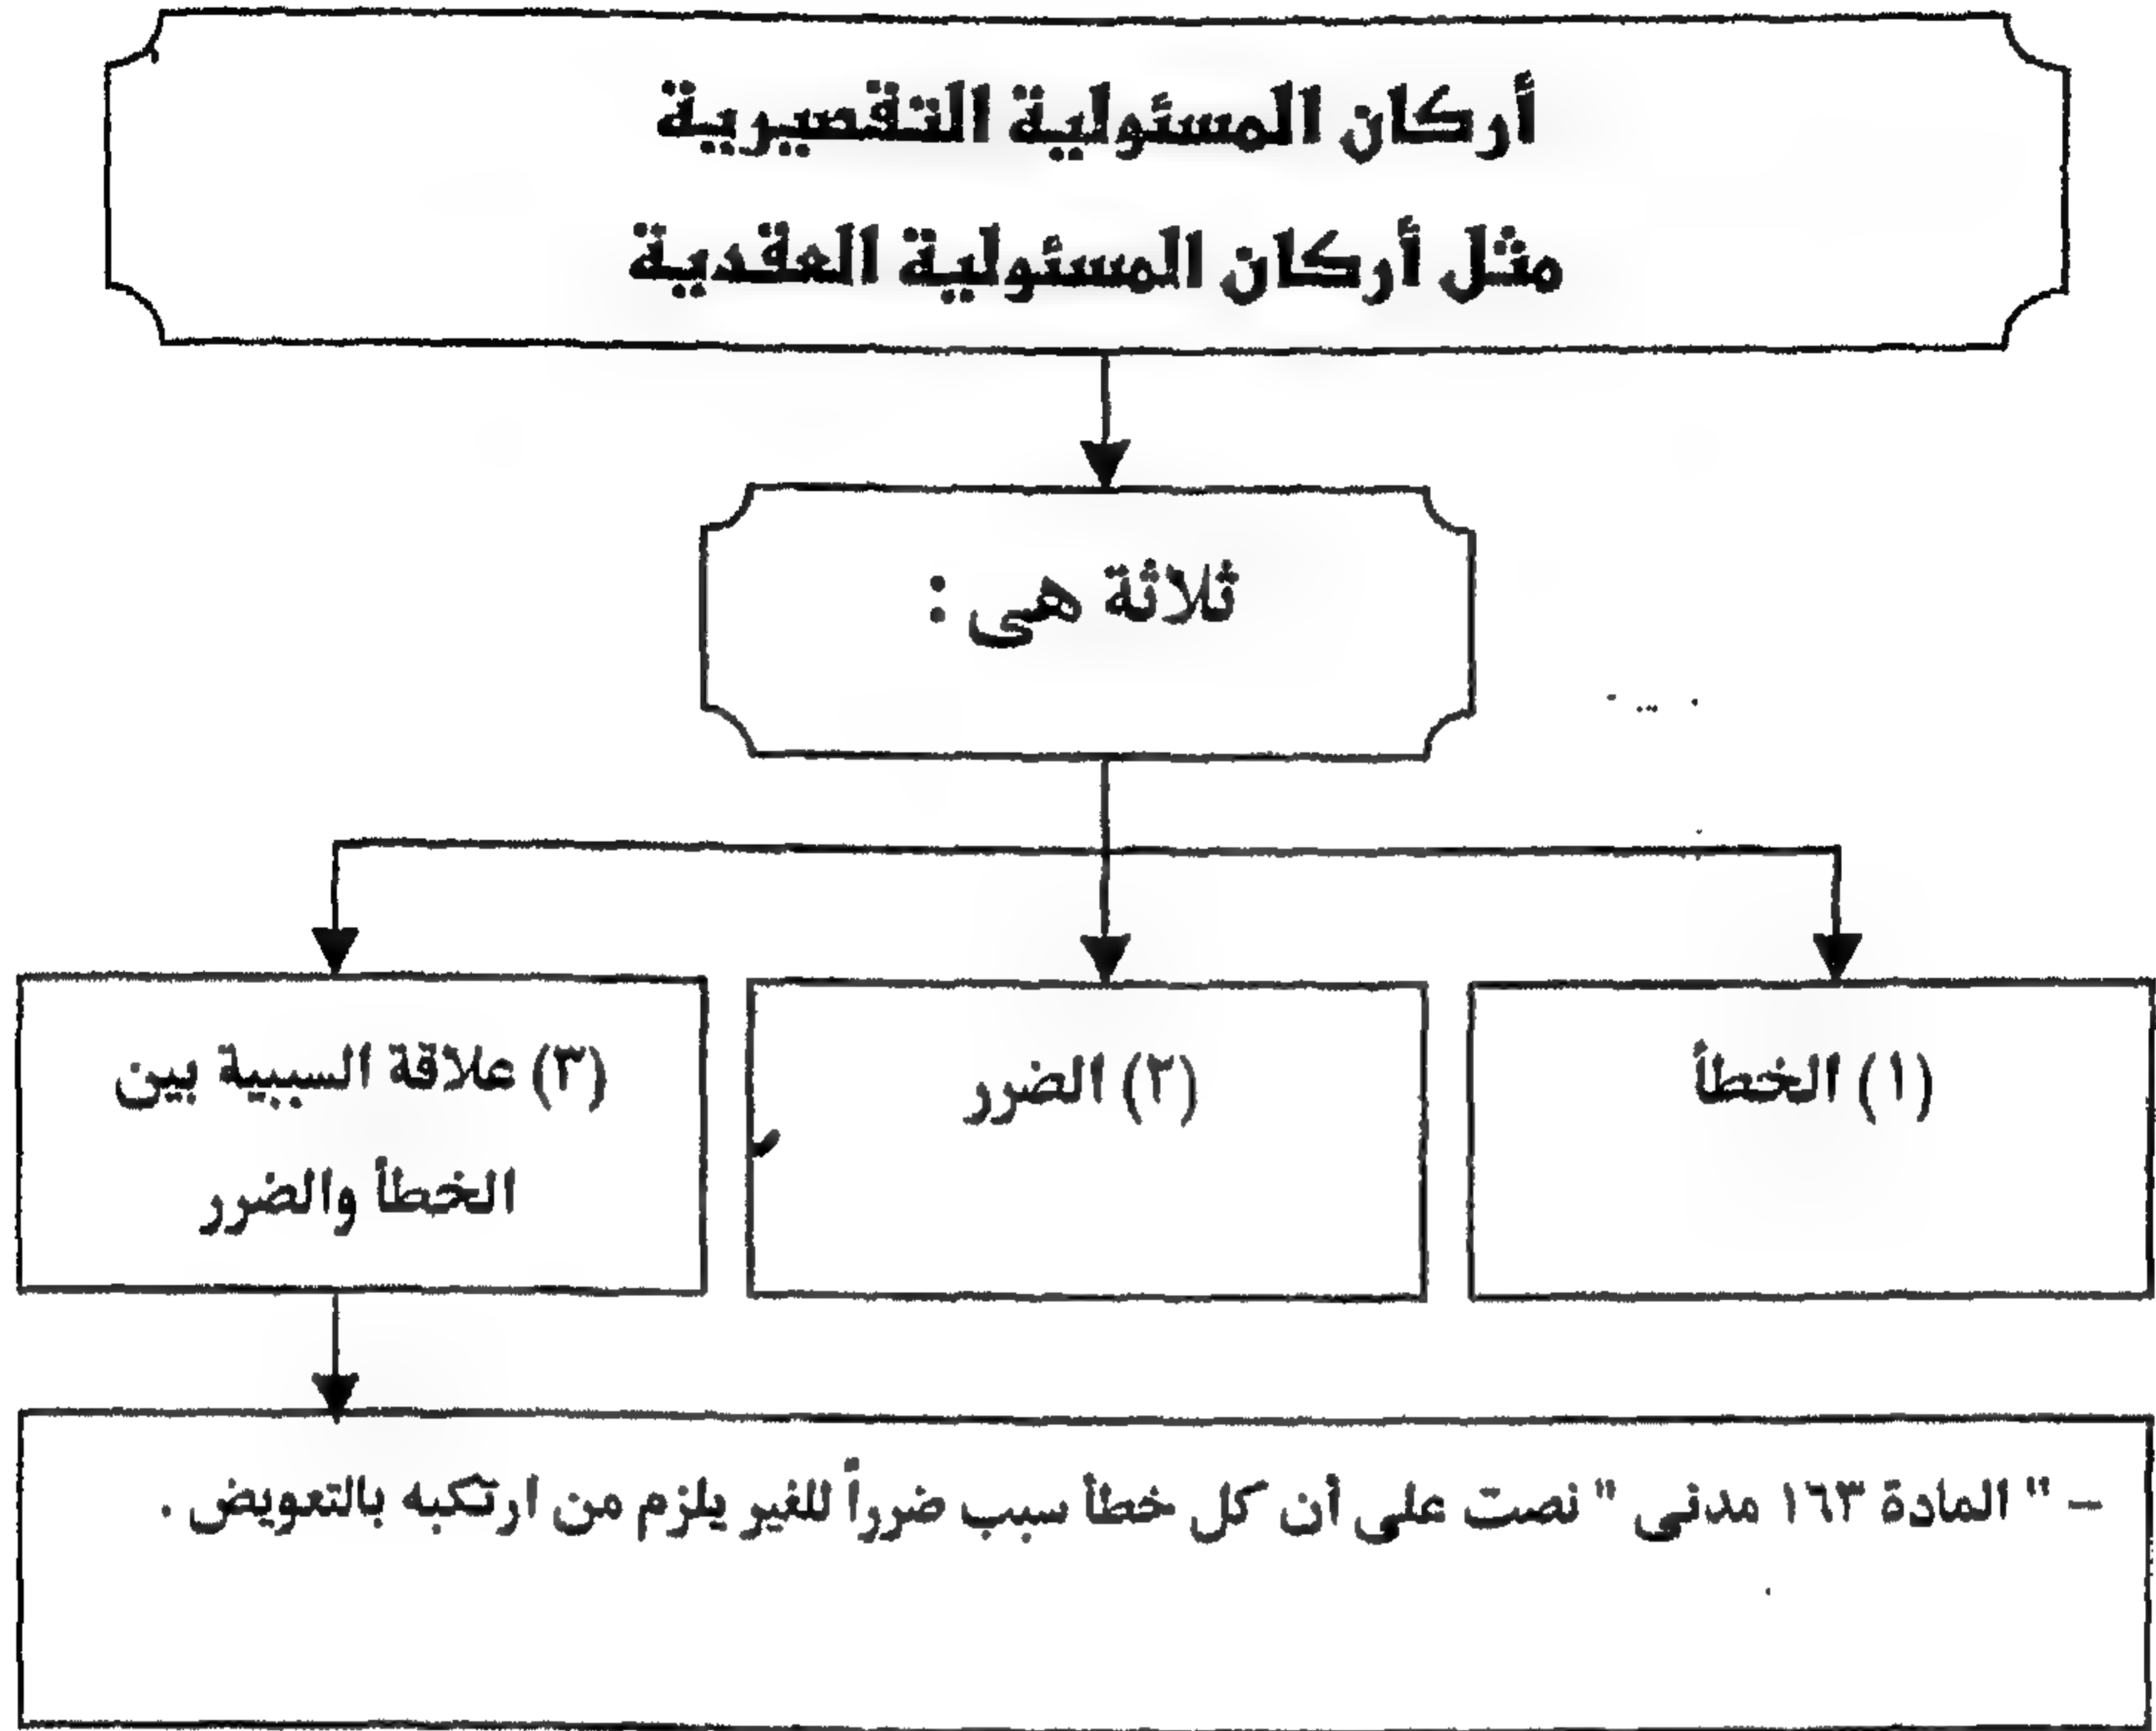 أركان المسئولية التقصيرية
مثل أركان المسئولية العقدية
ثلاثة هى :
(١) الخطأ
(٢) الضرر
(٣) علاقة السببية بين
الخطأ والضرر
– " المادة ١٦٣ مدنى " نصت على أن كل خطأ سبب ضرراً للغير يلزم من ارتكبه بالتعويض .